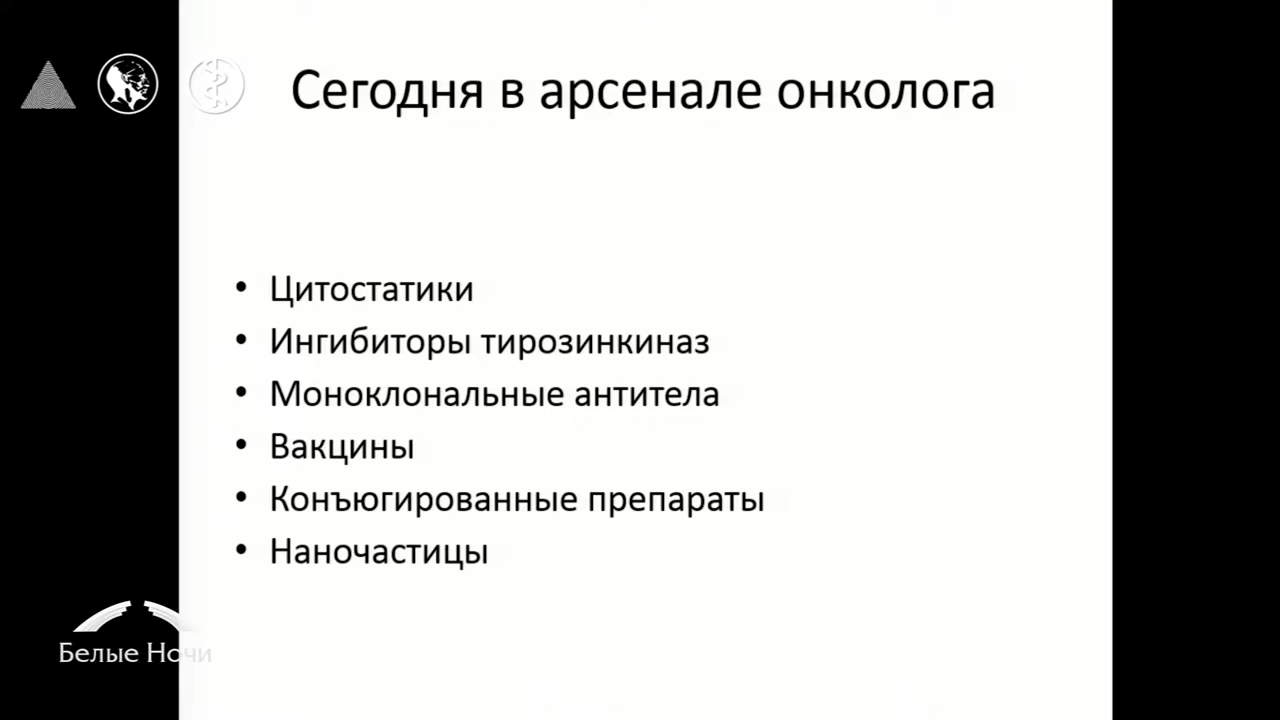 Сегодня в арсенале онколога
• Цитостатики
• Ингибиторы тирозинкиназ
• Моноклональные антитела
• Вакцины
• Конъюгированные препараты
• Наночастицы
Белые Ночи